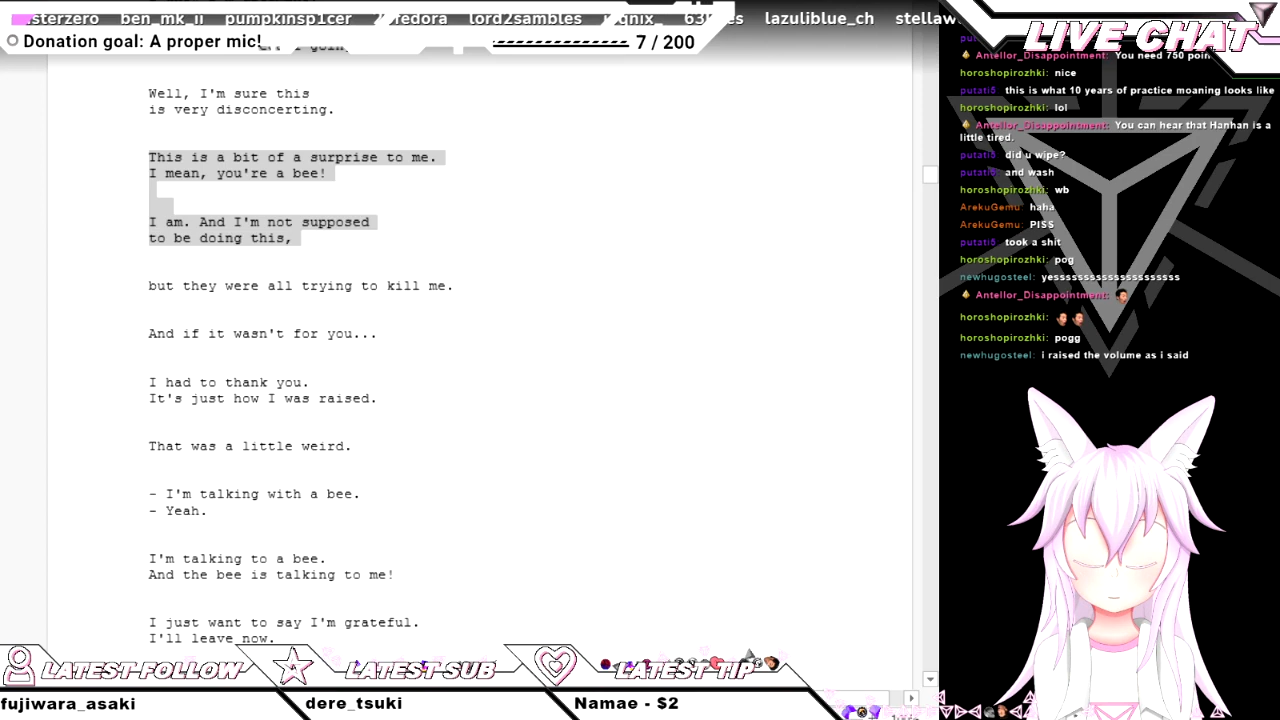 ben_mk_ii pumpkinsp1cer fedora lord2sambles lazuliblue_ch
Donation goal: A proper mic!
7 / 200
Well, I'm sure this
is very disconcerting.
This is a bit of a surprise to me.
I mean, you're a bee!
I am. And I'm not supposed
to be doing this,
but they were all trying to kill me.
And if it wasn't for you...
I had to thank you.
It's just how I was raised.
That was a little weird.
- I'm talking with a bee.
- Yeah.
I'm talking to a bee.
And the bee is talking to me!
I just want to say I'm grateful.
I'll leave now.
LIVE CHAT
Antellor_Disappointment: You need 750
horoshopirozhki: nice
putati5 this is what 10 years of practice moaning looks like
horoshopirozhki: lol
Antellor_Disappointment: You can hear that Hanhan is a
little tired.
putati5 did u wipe?
putati5: and wash
horoshopirozhki: wb
ArekuGemu: haha
ArekuGemu: PISS
putati5: took a shit
horoshopirozhki: pog
newhugosteel: yesssssssssssssssssssss
Antellor_Disappointment:
horoshopirozhki:
horoshopirozhki: pogg
newhugosteel: i raised the volume as i said
LATEST FOLLOW
LATEST SUB
LATEST TIP
fujiwara_asaki
dere_tsuki
Namae - $2